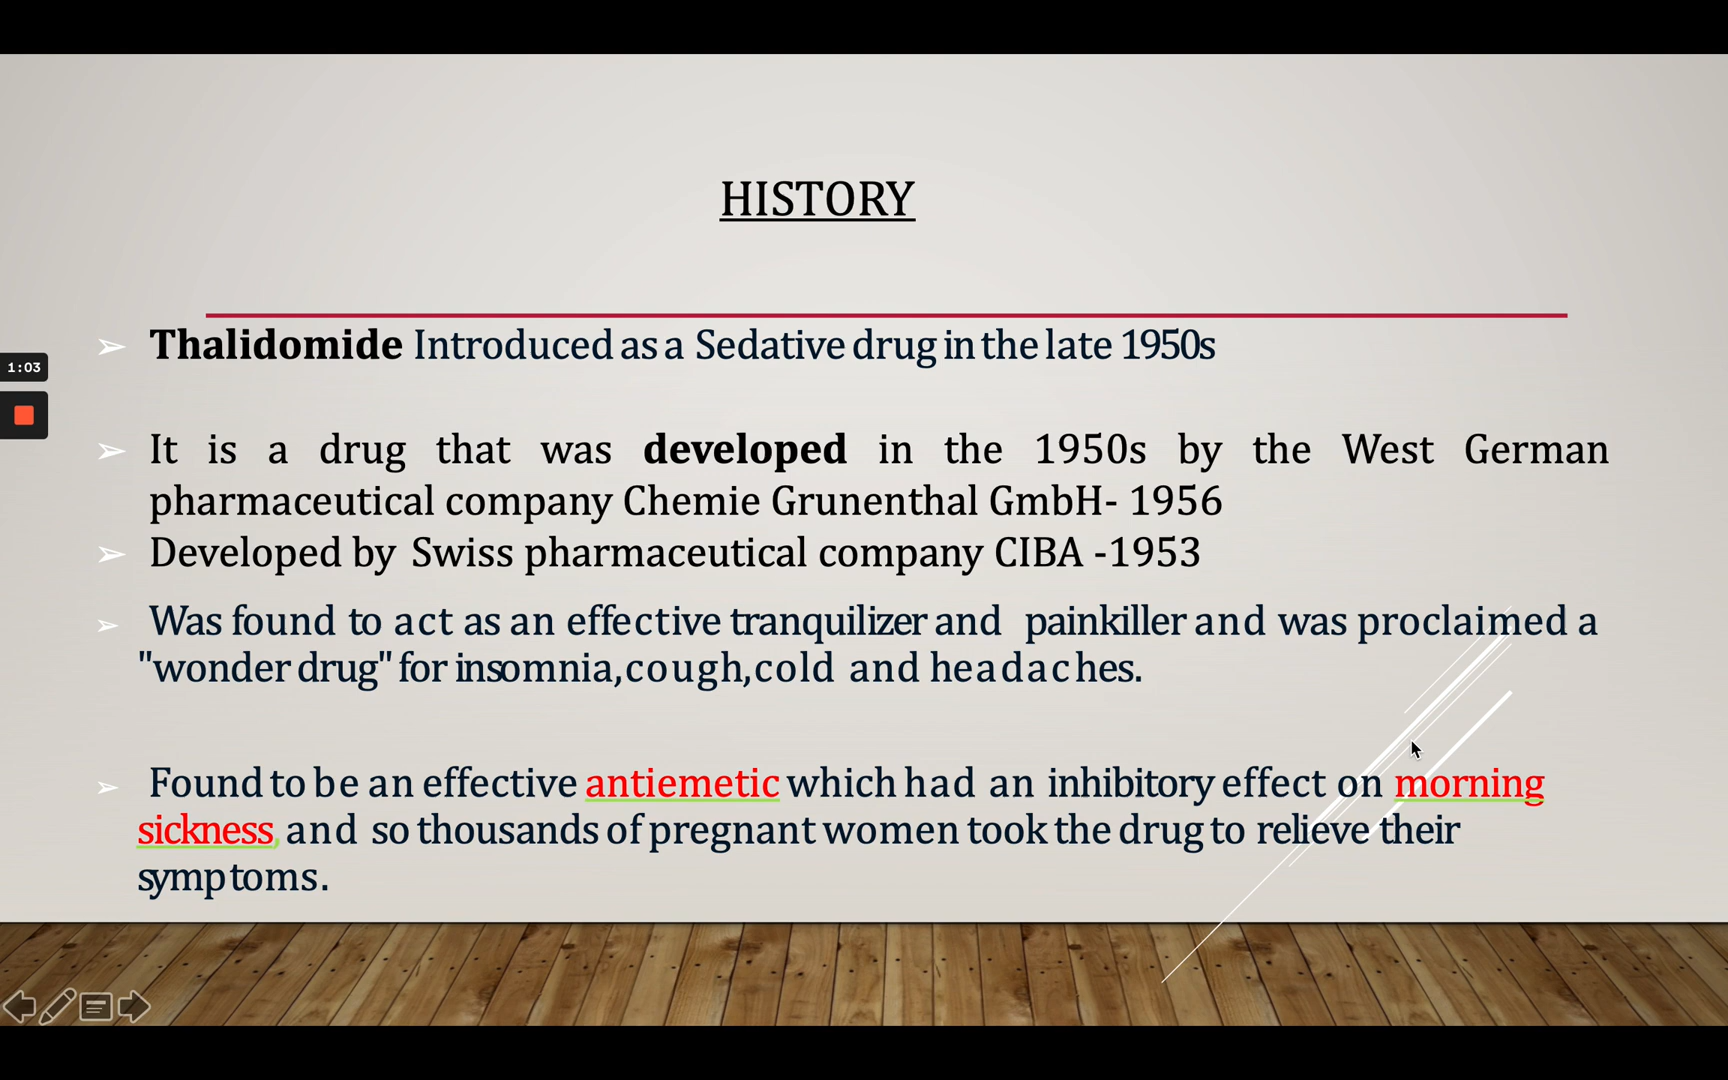 HISTORY
➢ Thalidomide Introduced as a Sedative drug in the late 1950s
1:03
➢ It is a drug that was developed in the 1950s by the West German
pharmaceutical company Chemie Grunenthal GmbH- 1956
➢ Developed by Swiss pharmaceutical company CIBA -1953
➢ Was found to act as an effective tranquilizer and painkiller and was proclaimed a
"wonder drug" for insomnia,cough,cold and headaches.
➢ Found to be an effective antiemetic which had an inhibitory effect on morning
sickness, and so thousands of pregnant women took the drug to relieve their
symptoms.